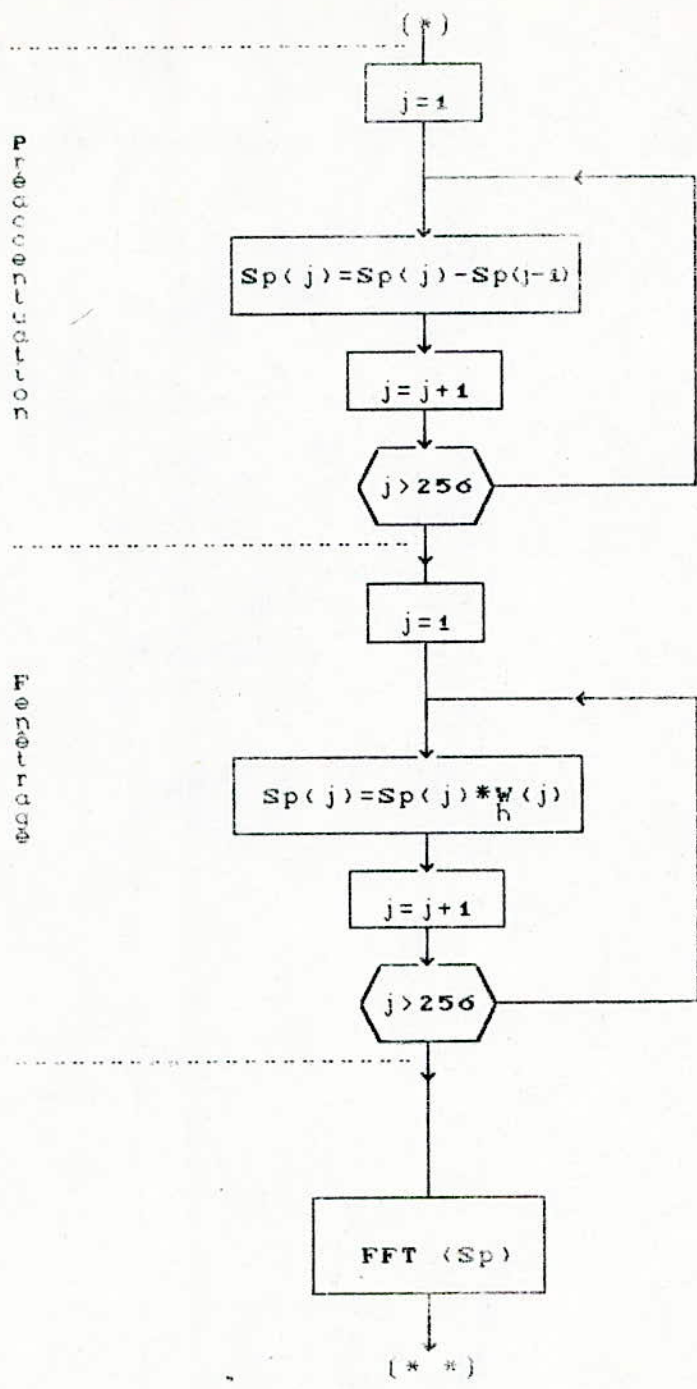 (*)
j=1
Préaccentuation
Sp(j)=Sp(j)-Sp(j-1)
j=j+1
j>256
j=1
Fenêtrage
Sp(j)=Sp(j)*w(j)
h
j=j+1
j>256
FFT (Sp)
(* *)